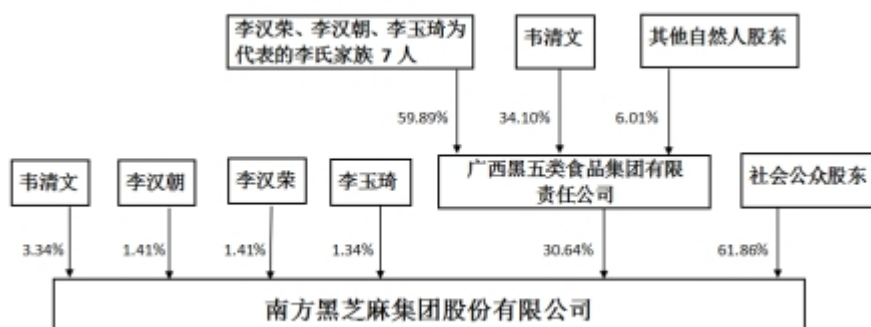 李汉荣、李汉朝、李玉琦为
代表的李氏家族 7 人
韦清文
其他自然人股东
59.89%
34.10%
6.01%
韦清文
李汉朝
李汉荣
李玉琦
广西黑五类食品集团有限
责任公司
社会公众股东
3.34%
1.41%
1.41%
1.34%
30.64%
61.86%
南方黑芝麻集团股份有限公司